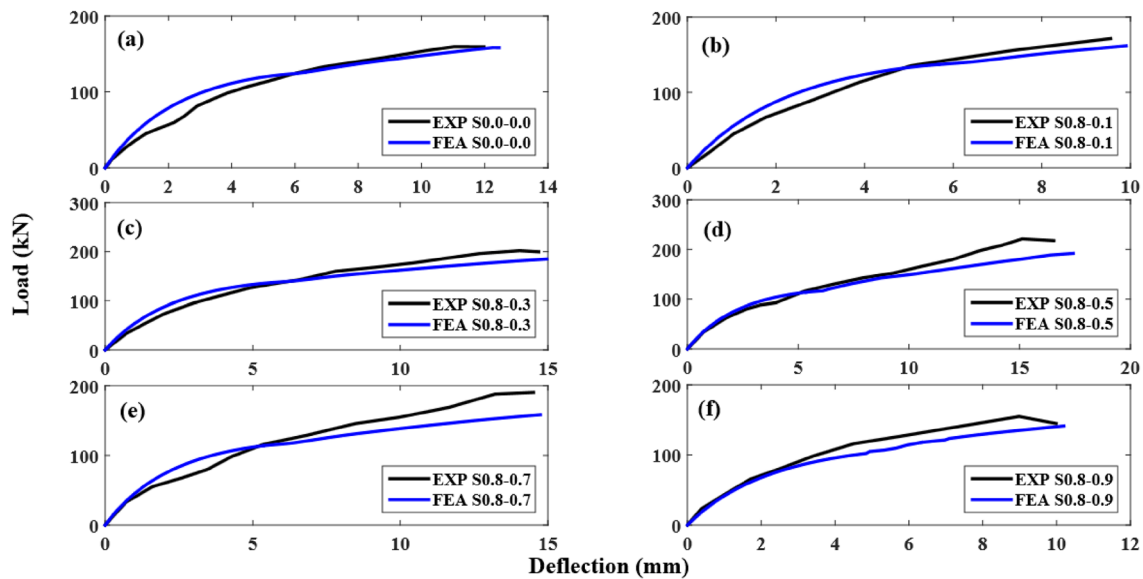 200
(a)
100
EXP S0.0-0.0
FEA S0.0-0.0
0
0 2 4 6 8 10 12 14
200
(b)
100
EXP S0.8-0.1
FEA S0.8-0.1
0
0 2 4 6 8 10
Load (kN)
300
(c)
200
100
EXP S0.8-0.3
FEA S0.8-0.3
0
0 5 10 15
300
(d)
200
100
EXP S0.8-0.5
FEA S0.8-0.5
0
0 5 10 15 20
200
(e)
100
EXP S0.8-0.7
FEA S0.8-0.7
0
0 5 10 15
200
(f)
100
EXP S0.8-0.9
FEA S0.8-0.9
0
0 2 4 6 8 10 12
Deflection (mm)